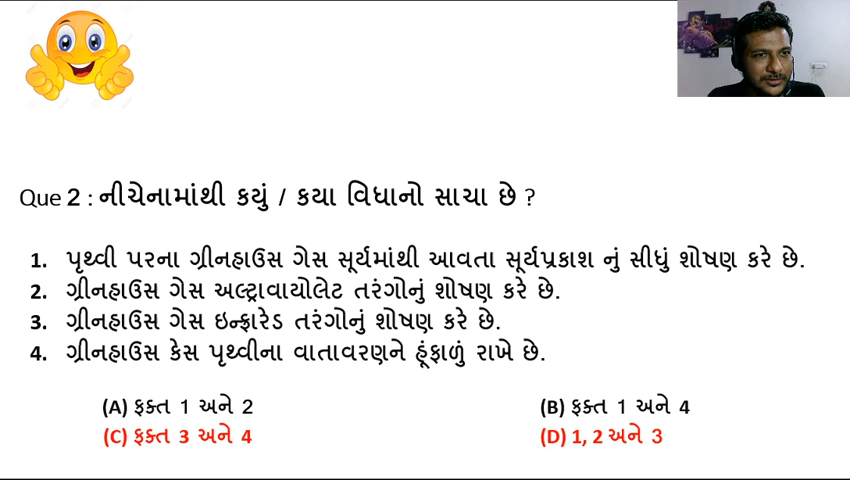 Que 2 : નીચેનામાંથી કયું / કયા વિધાનો સાચા છે ?
1. પૃથ્વી પરના ગ્રીનહાઉસ ગેસ સૂર્યમાંથી આવતા સૂર્યપ્રકાશ નું સીધું શોષણ કરે છે.
2. ગ્રીનહાઉસ ગેસ અલ્ટ્રાવાયોલેટ તરંગોનું શોષણ કરે છે.
3. ગ્રીનહાઉસ ગેસ ઇન્ફ્રારેડ તરંગોનું શોષણ કરે છે.
4. ગ્રીનહાઉસ કેસ પૃથ્વીના વાતાવરણને હૂંફાળું રાખે છે.
(A) ફક્ત 1 અને 2 (B) ફક્ત 1 અને 4
(C) ફક્ત 3 અને 4 (D) 1, 2 અને 3